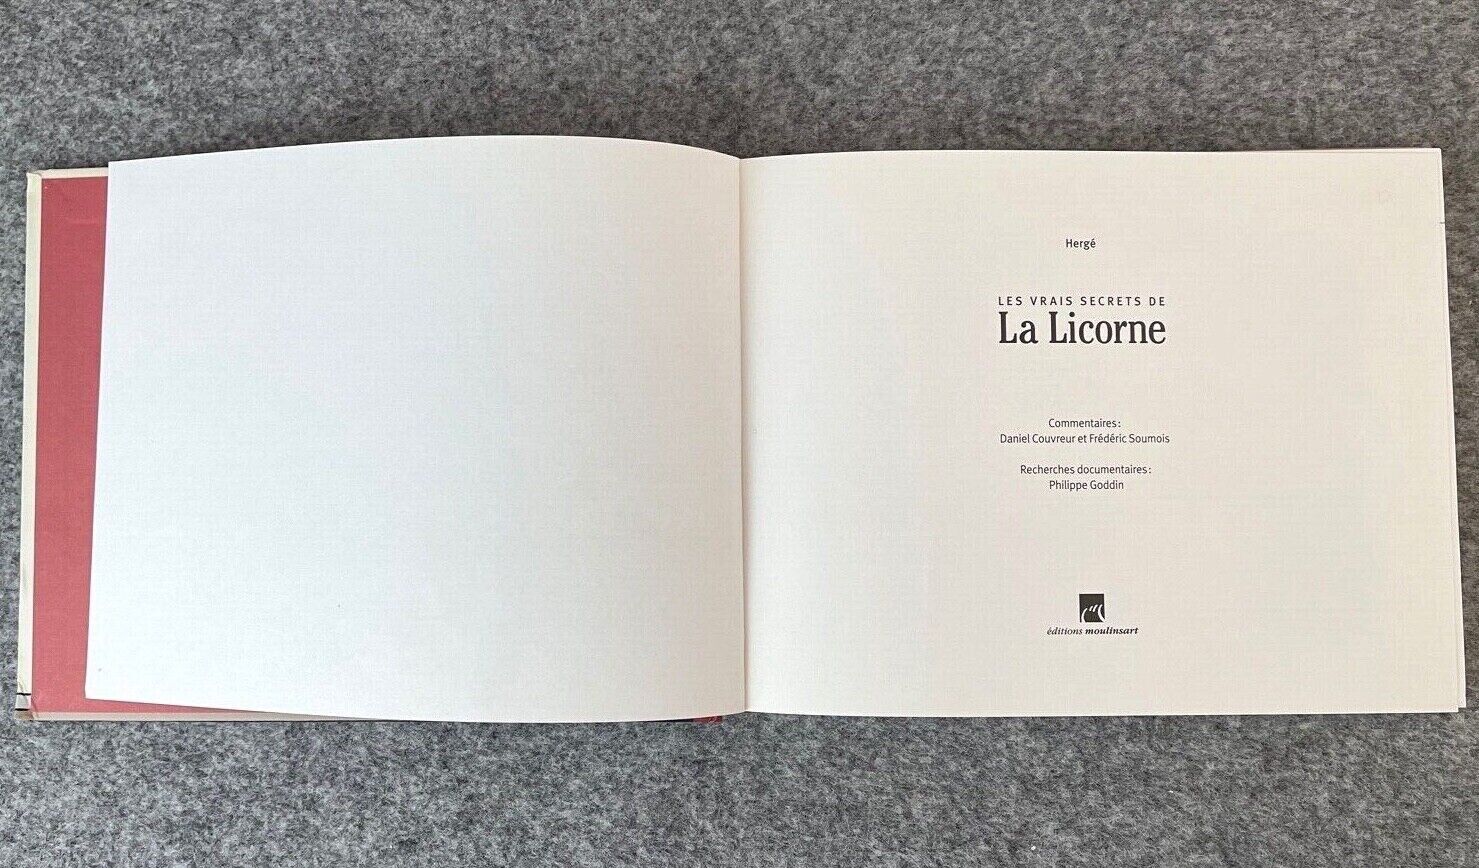 Hergé
LES VRAIS SECRETS DE
La Licorne
Commentaires :
Daniel Couvreur et Frédéric Soumois
Recherches documentaires :
Philippe Goddin
éditions moulinsart